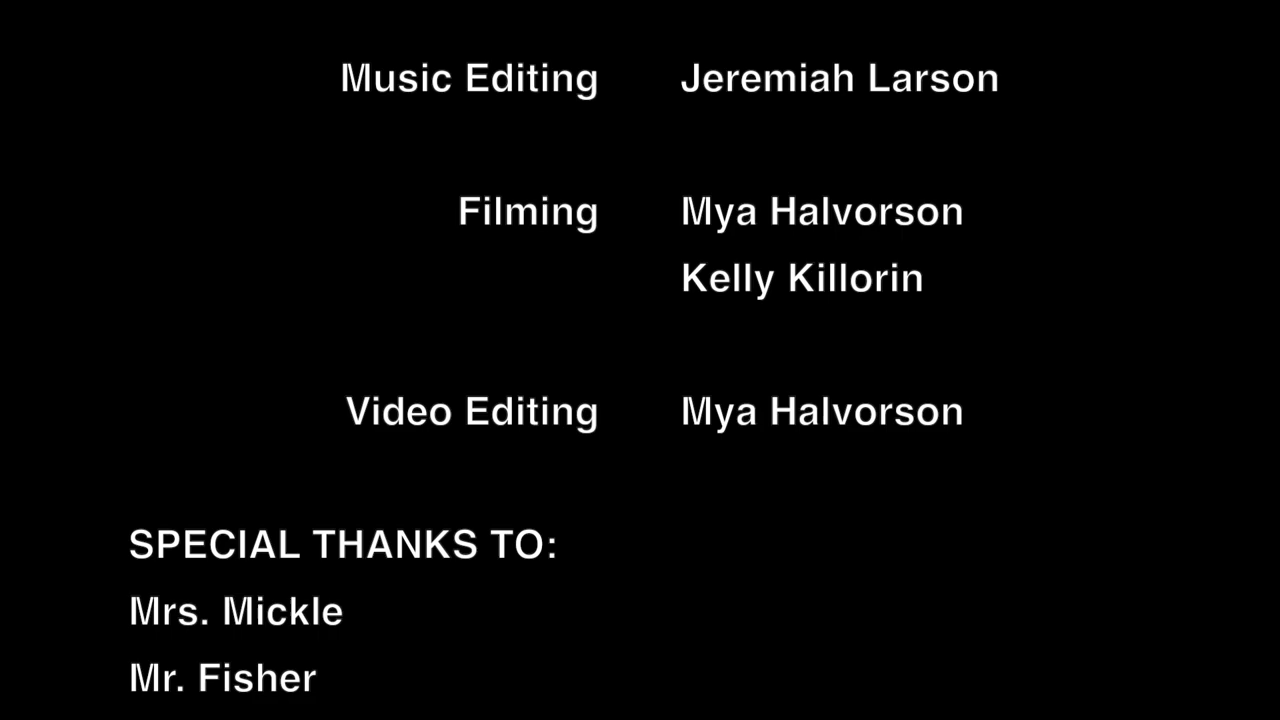 Music Editing Jeremiah Larson
Filming Mya Halvorson
Kelly Killorin
Video Editing Mya Halvorson
SPECIAL THANKS TO:
Mrs. Mickle
Mr. Fisher